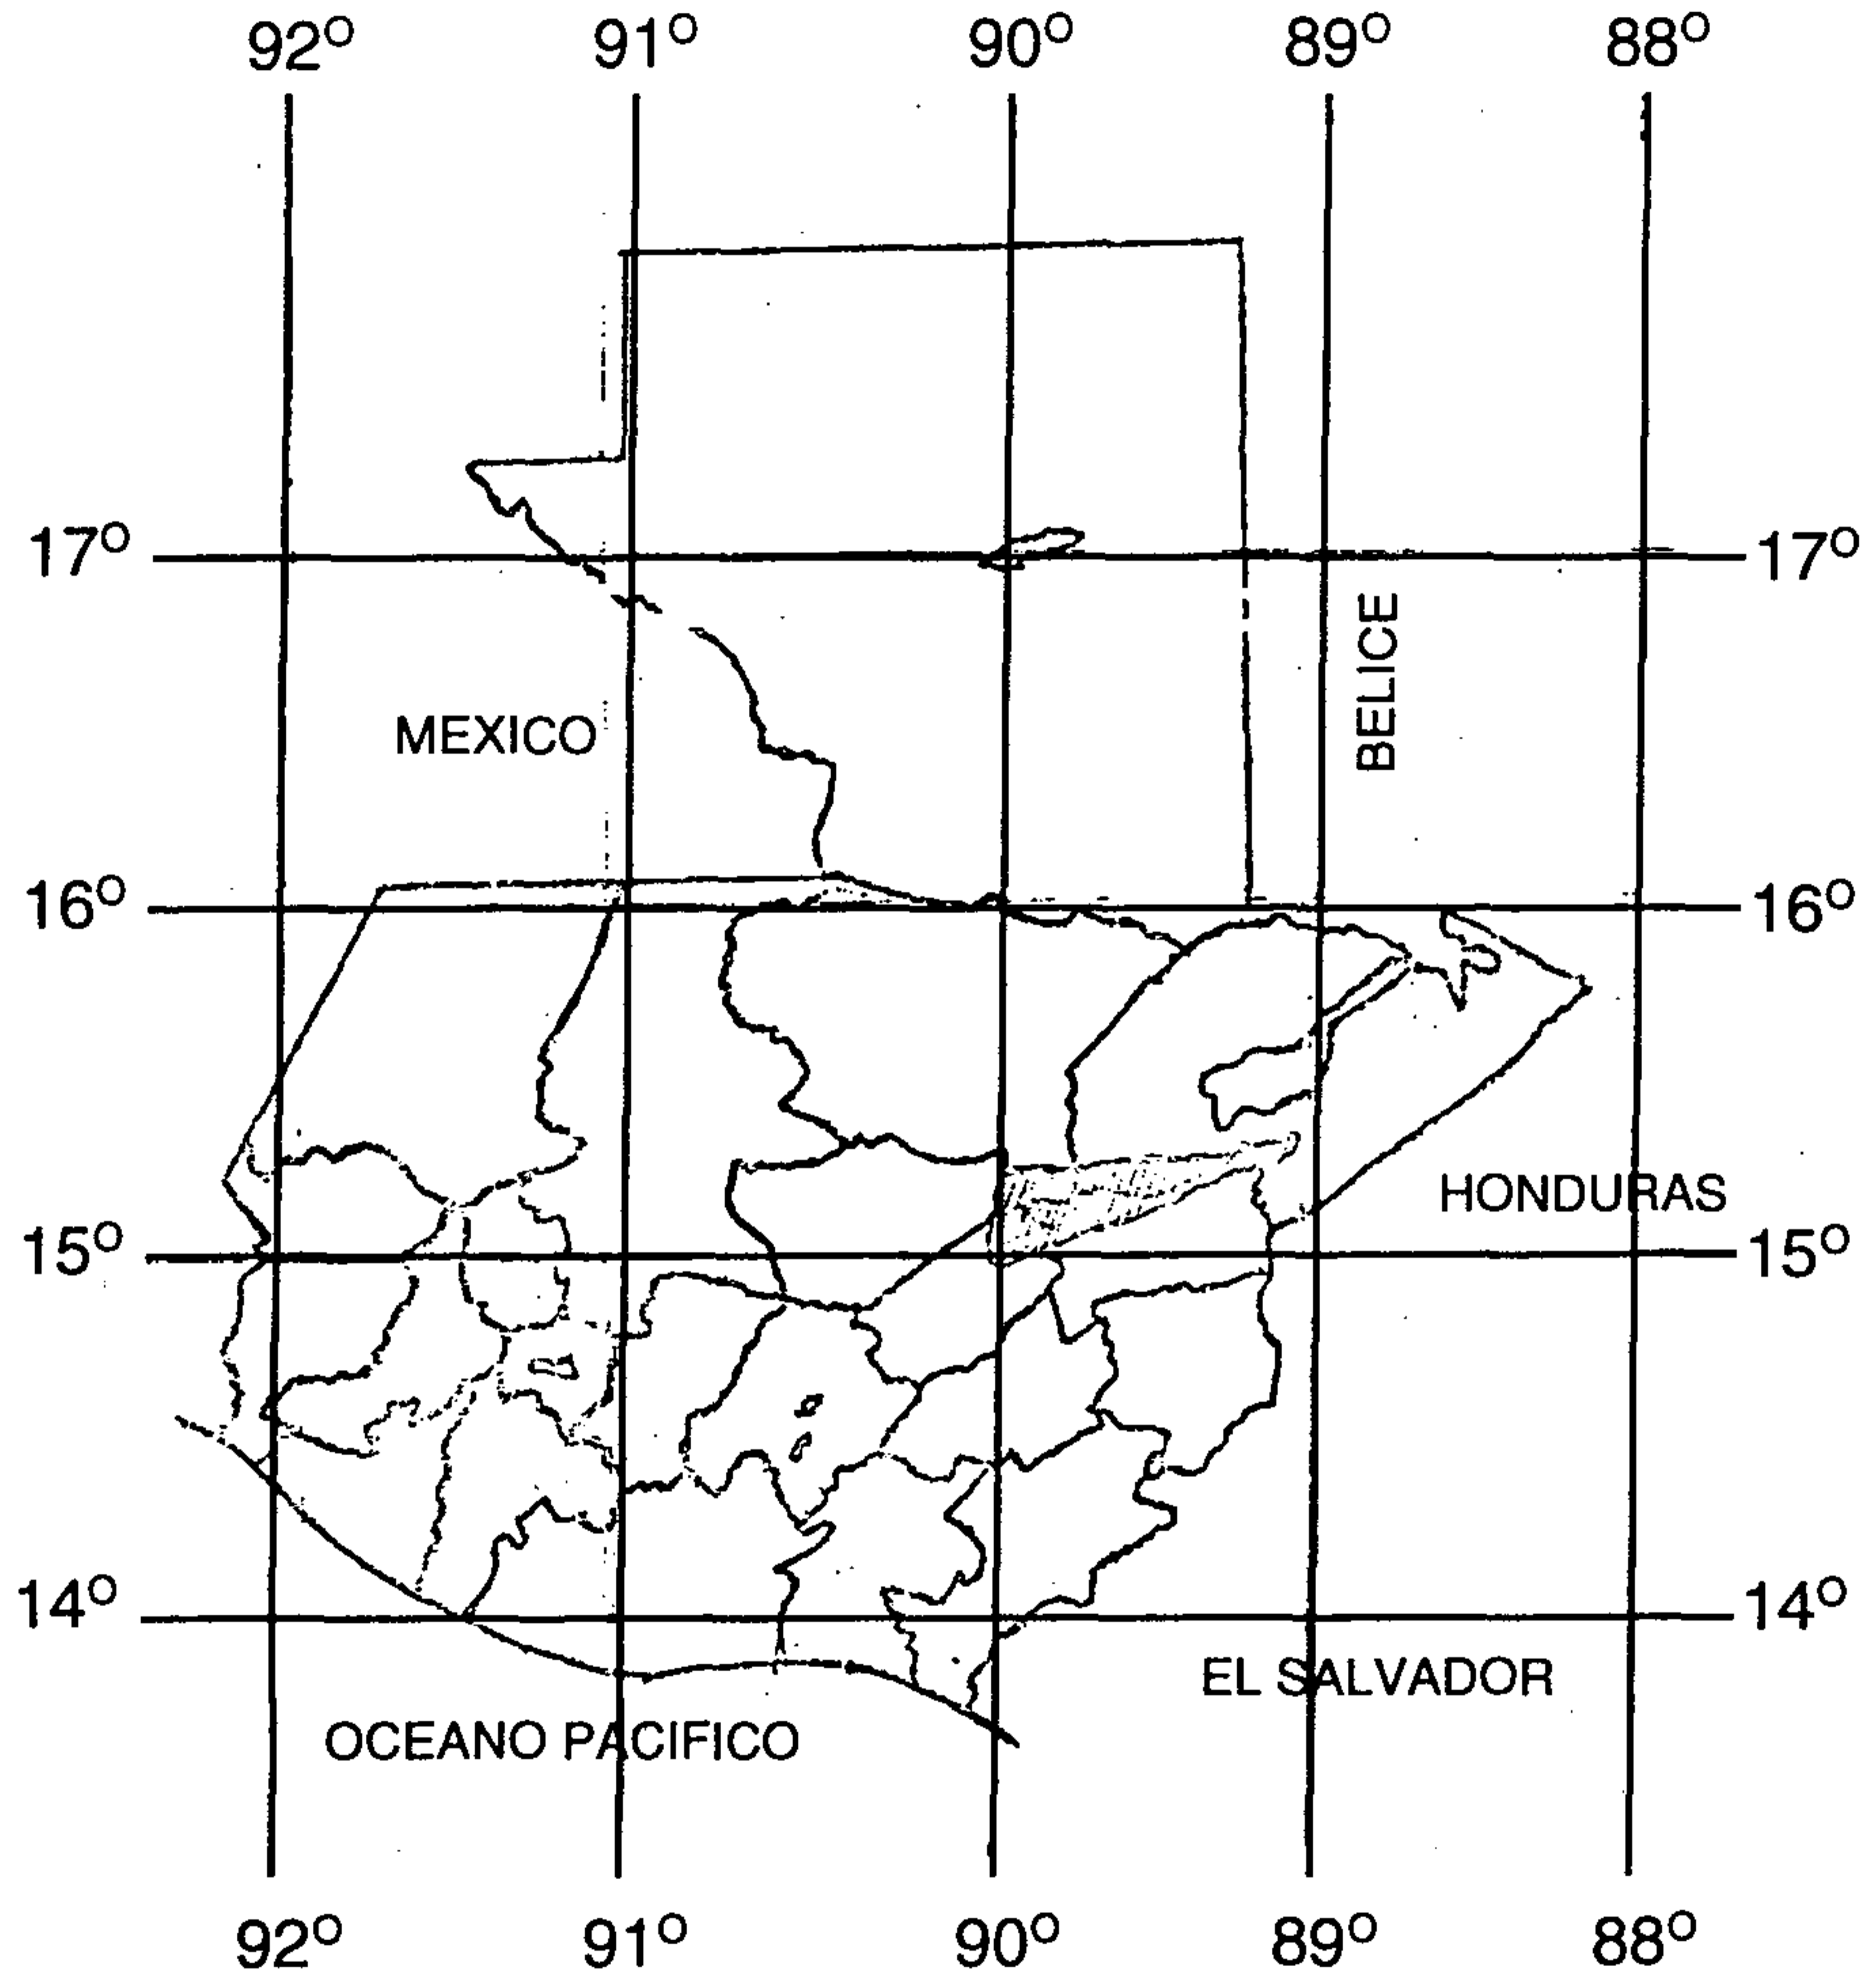 92° 91° 90° 89° 88°
17° 17°
BELICE
MEXICO
16° 16°
HONDURAS
15° 15°
14° 14°
EL SALVADOR
OCEANO PACIFICO
92° 91° 90° 89° 88°